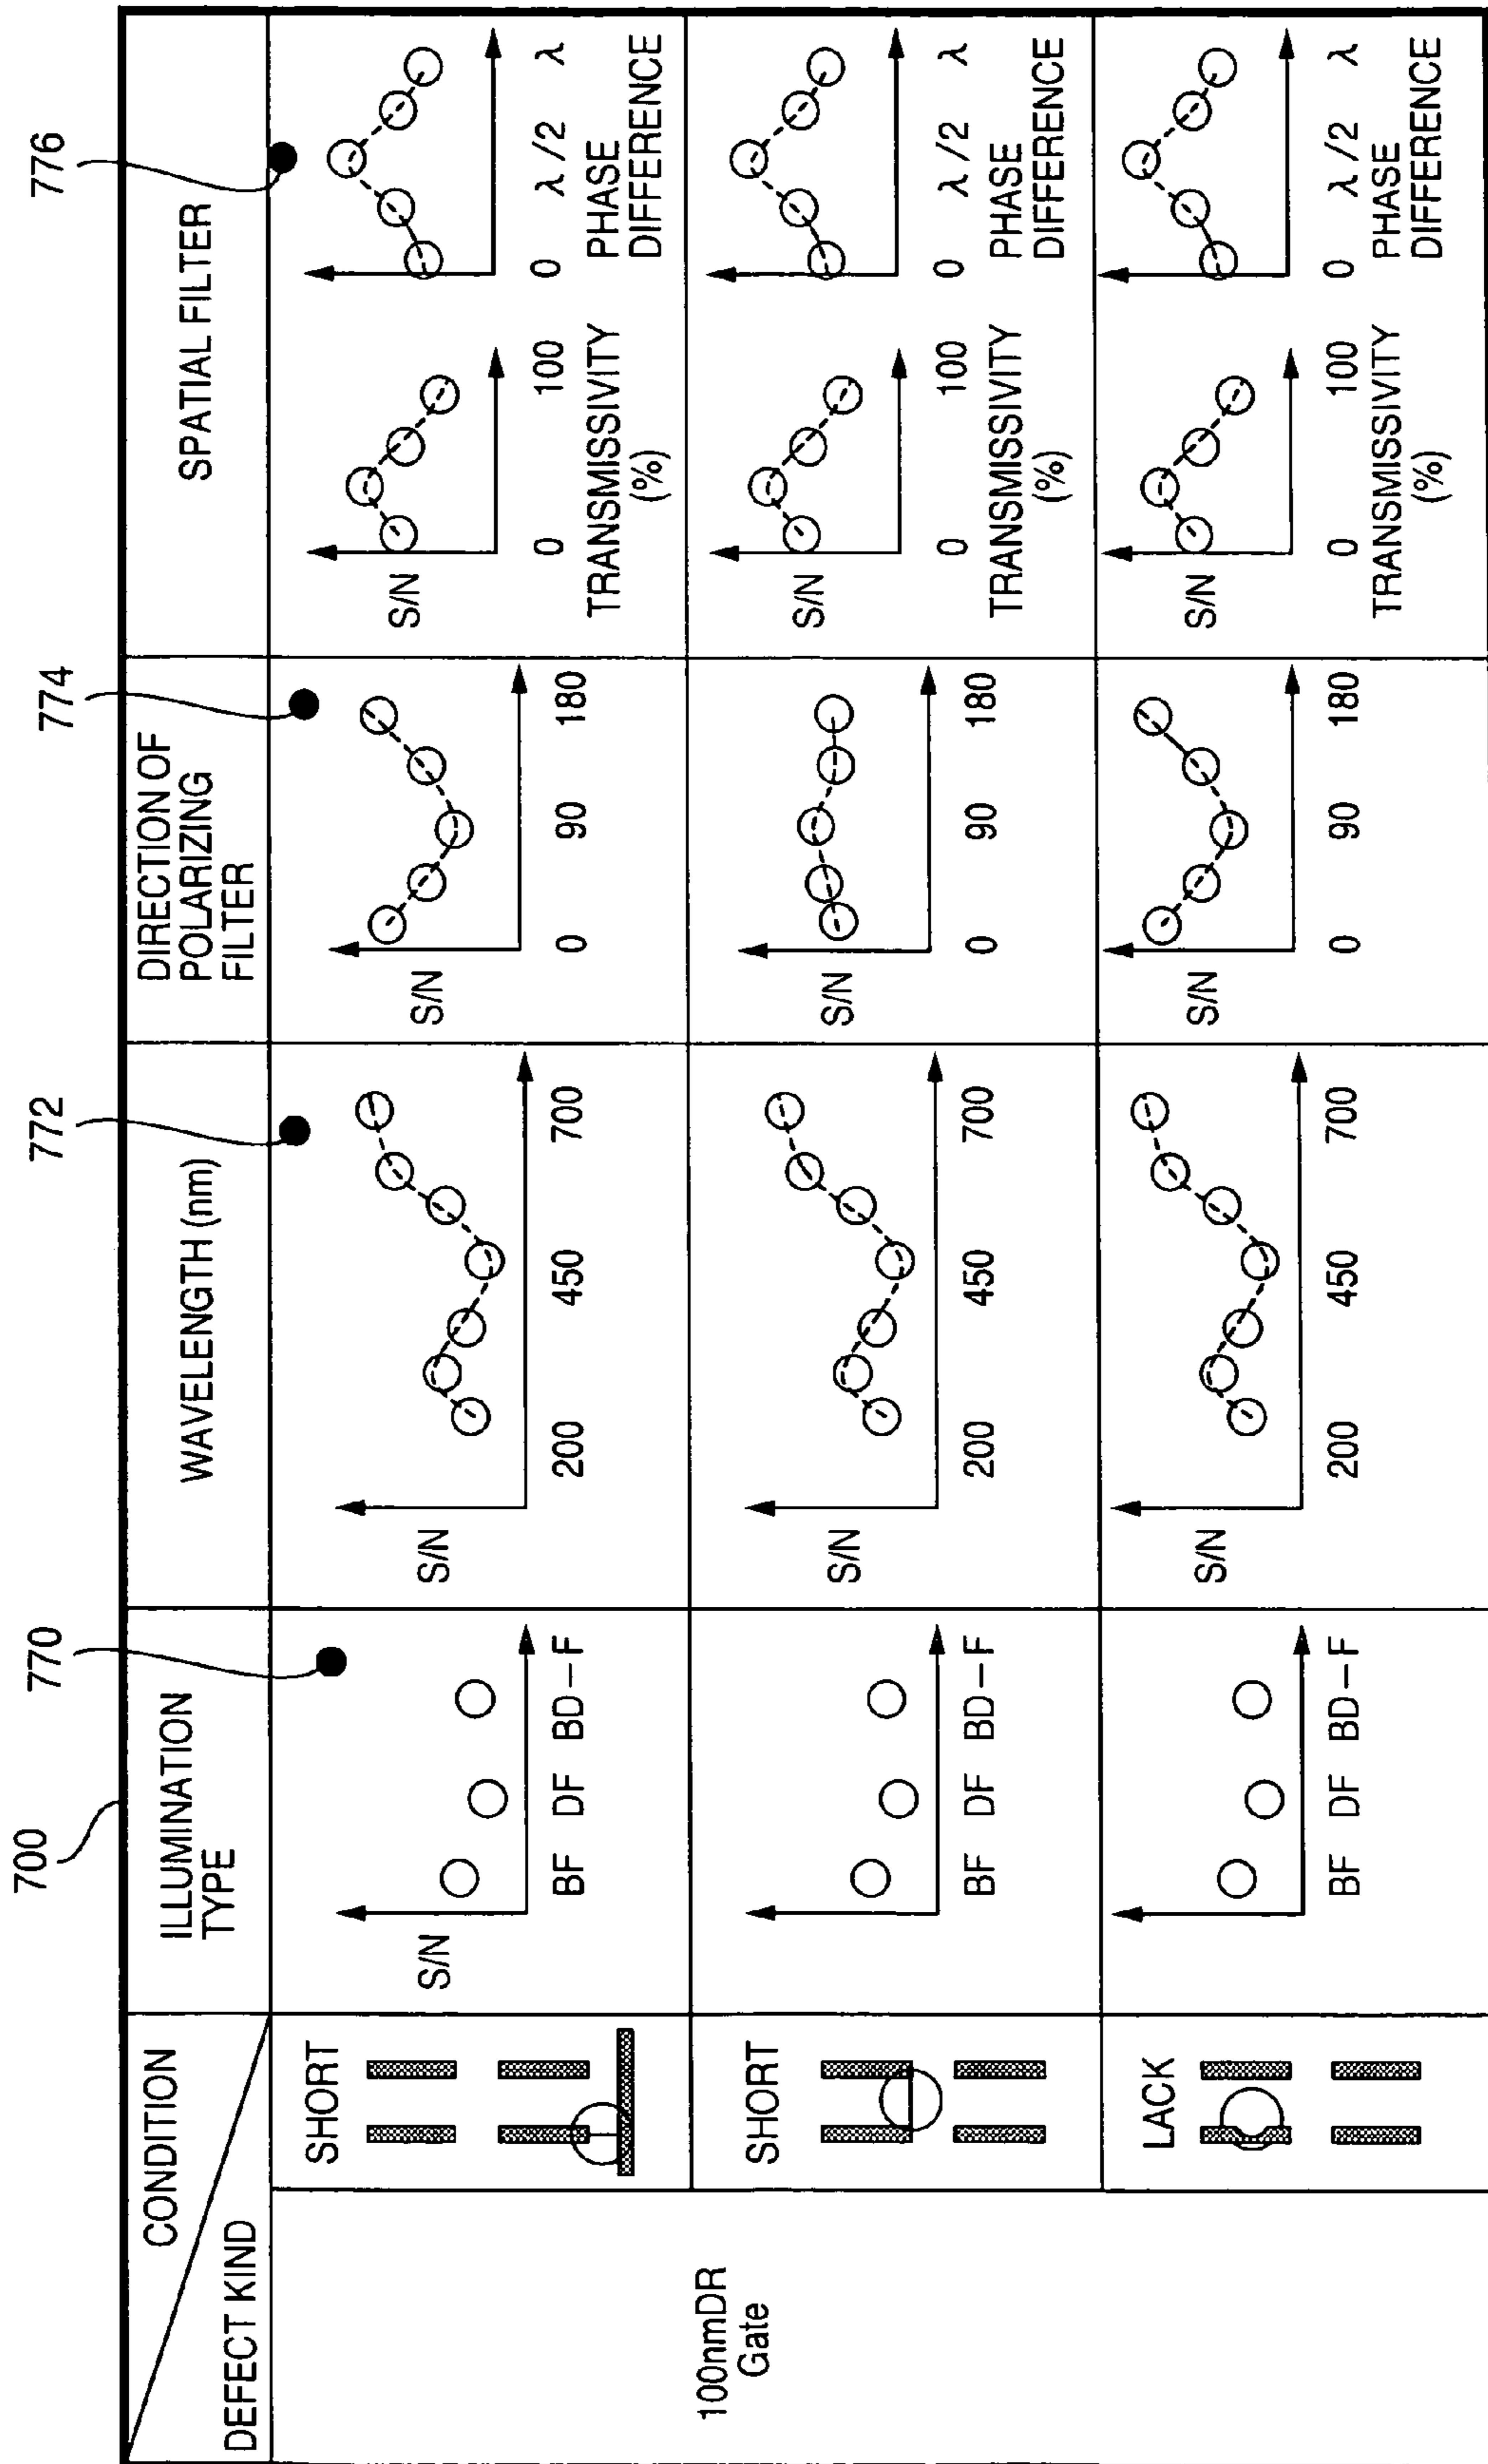 700
770
772
774
776
CONDITION
DEFECT KIND
ILLUMINATION
TYPE
WAVELENGTH (nm)
DIRECTION OF
POLARIZING
FILTER
SPATIAL FILTER
100nmDR
Gate
SHORT
S/N
BF DF BD-F
S/N
200 450 700
S/N
0 90 180
S/N
0 100
TRANSMISSIVITY
(%)
0 λ/2 λ
PHASE
DIFFERENCE
SHORT
BF DF BD-F
S/N
200 450 700
S/N
0 90 180
S/N
0 100
TRANSMISSIVITY
(%)
0 λ/2 λ
PHASE
DIFFERENCE
LACK
BF DF BD-F
S/N
200 450 700
S/N
0 90 180
S/N
0 100
TRANSMISSIVITY
(%)
0 λ/2 λ
PHASE
DIFFERENCE